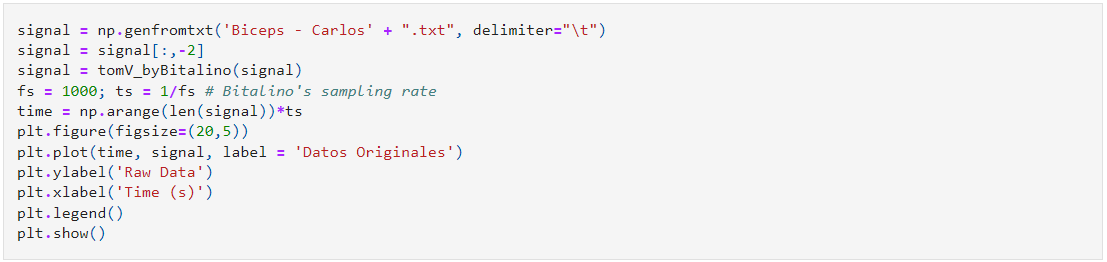 signal = np.genfromtxt('Biceps - Carlos' + ".txt", delimiter="\t")
signal = signal[:,-2]
signal = tomV_byBitalino(signal)
fs = 1000; ts = 1/fs # Bitalino's sampling rate
time = np.arange(len(signal))*ts
plt.figure(figsize=(20,5))
plt.plot(time, signal, label = 'Datos Originales')
plt.ylabel('Raw Data')
plt.xlabel('Time (s)')
plt.legend()
plt.show()